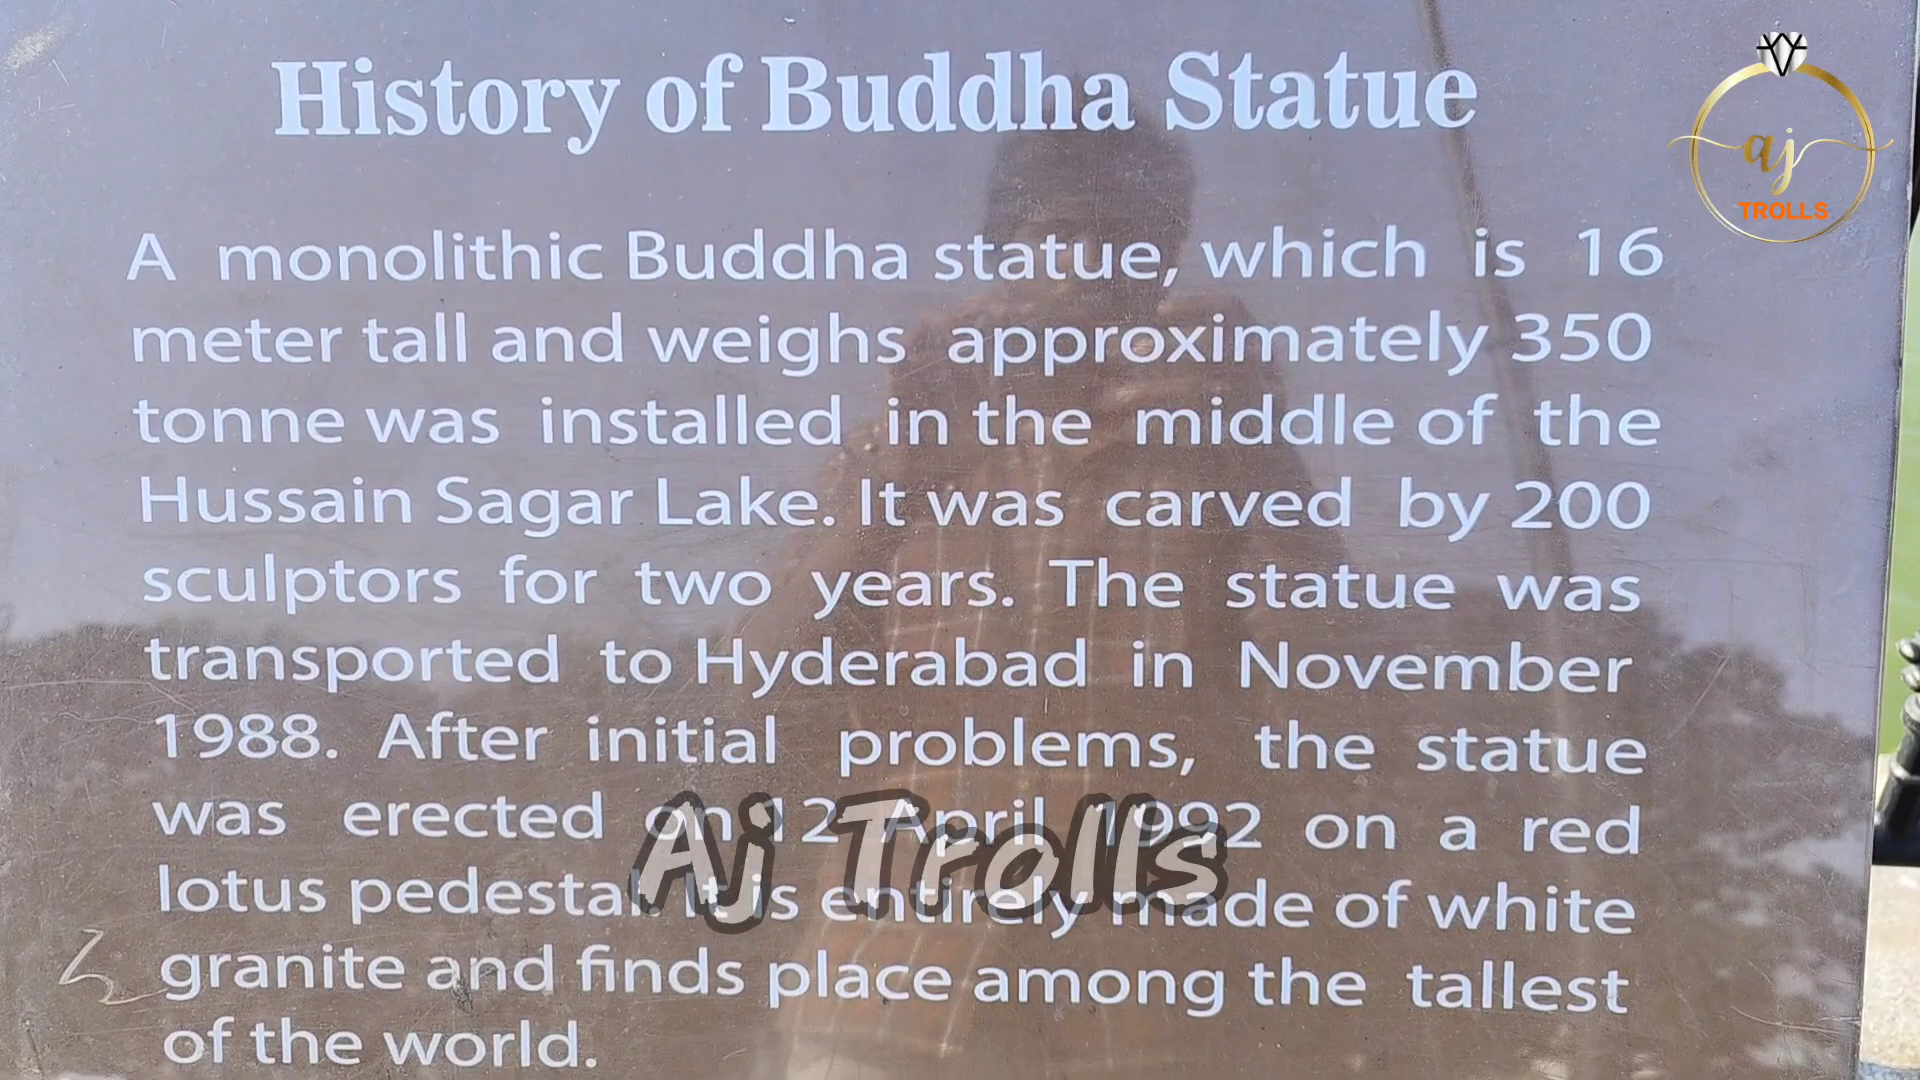 History of Buddha Statue
aj
TROLLS
A monolithic Buddha statue, which is 16
meter tall and weighs approximately 350
tonne was installed in the middle of the
Hussain Sagar Lake. It was carved by 200
sculptors for two years. The statue was
transported to Hyderabad in November
1988. After initial problems, the statue
was erected on 12 April 1992 on a red
Aj Trolls
lotus pedestal. It is entirely made of white
granite and finds place among the tallest
of the world.